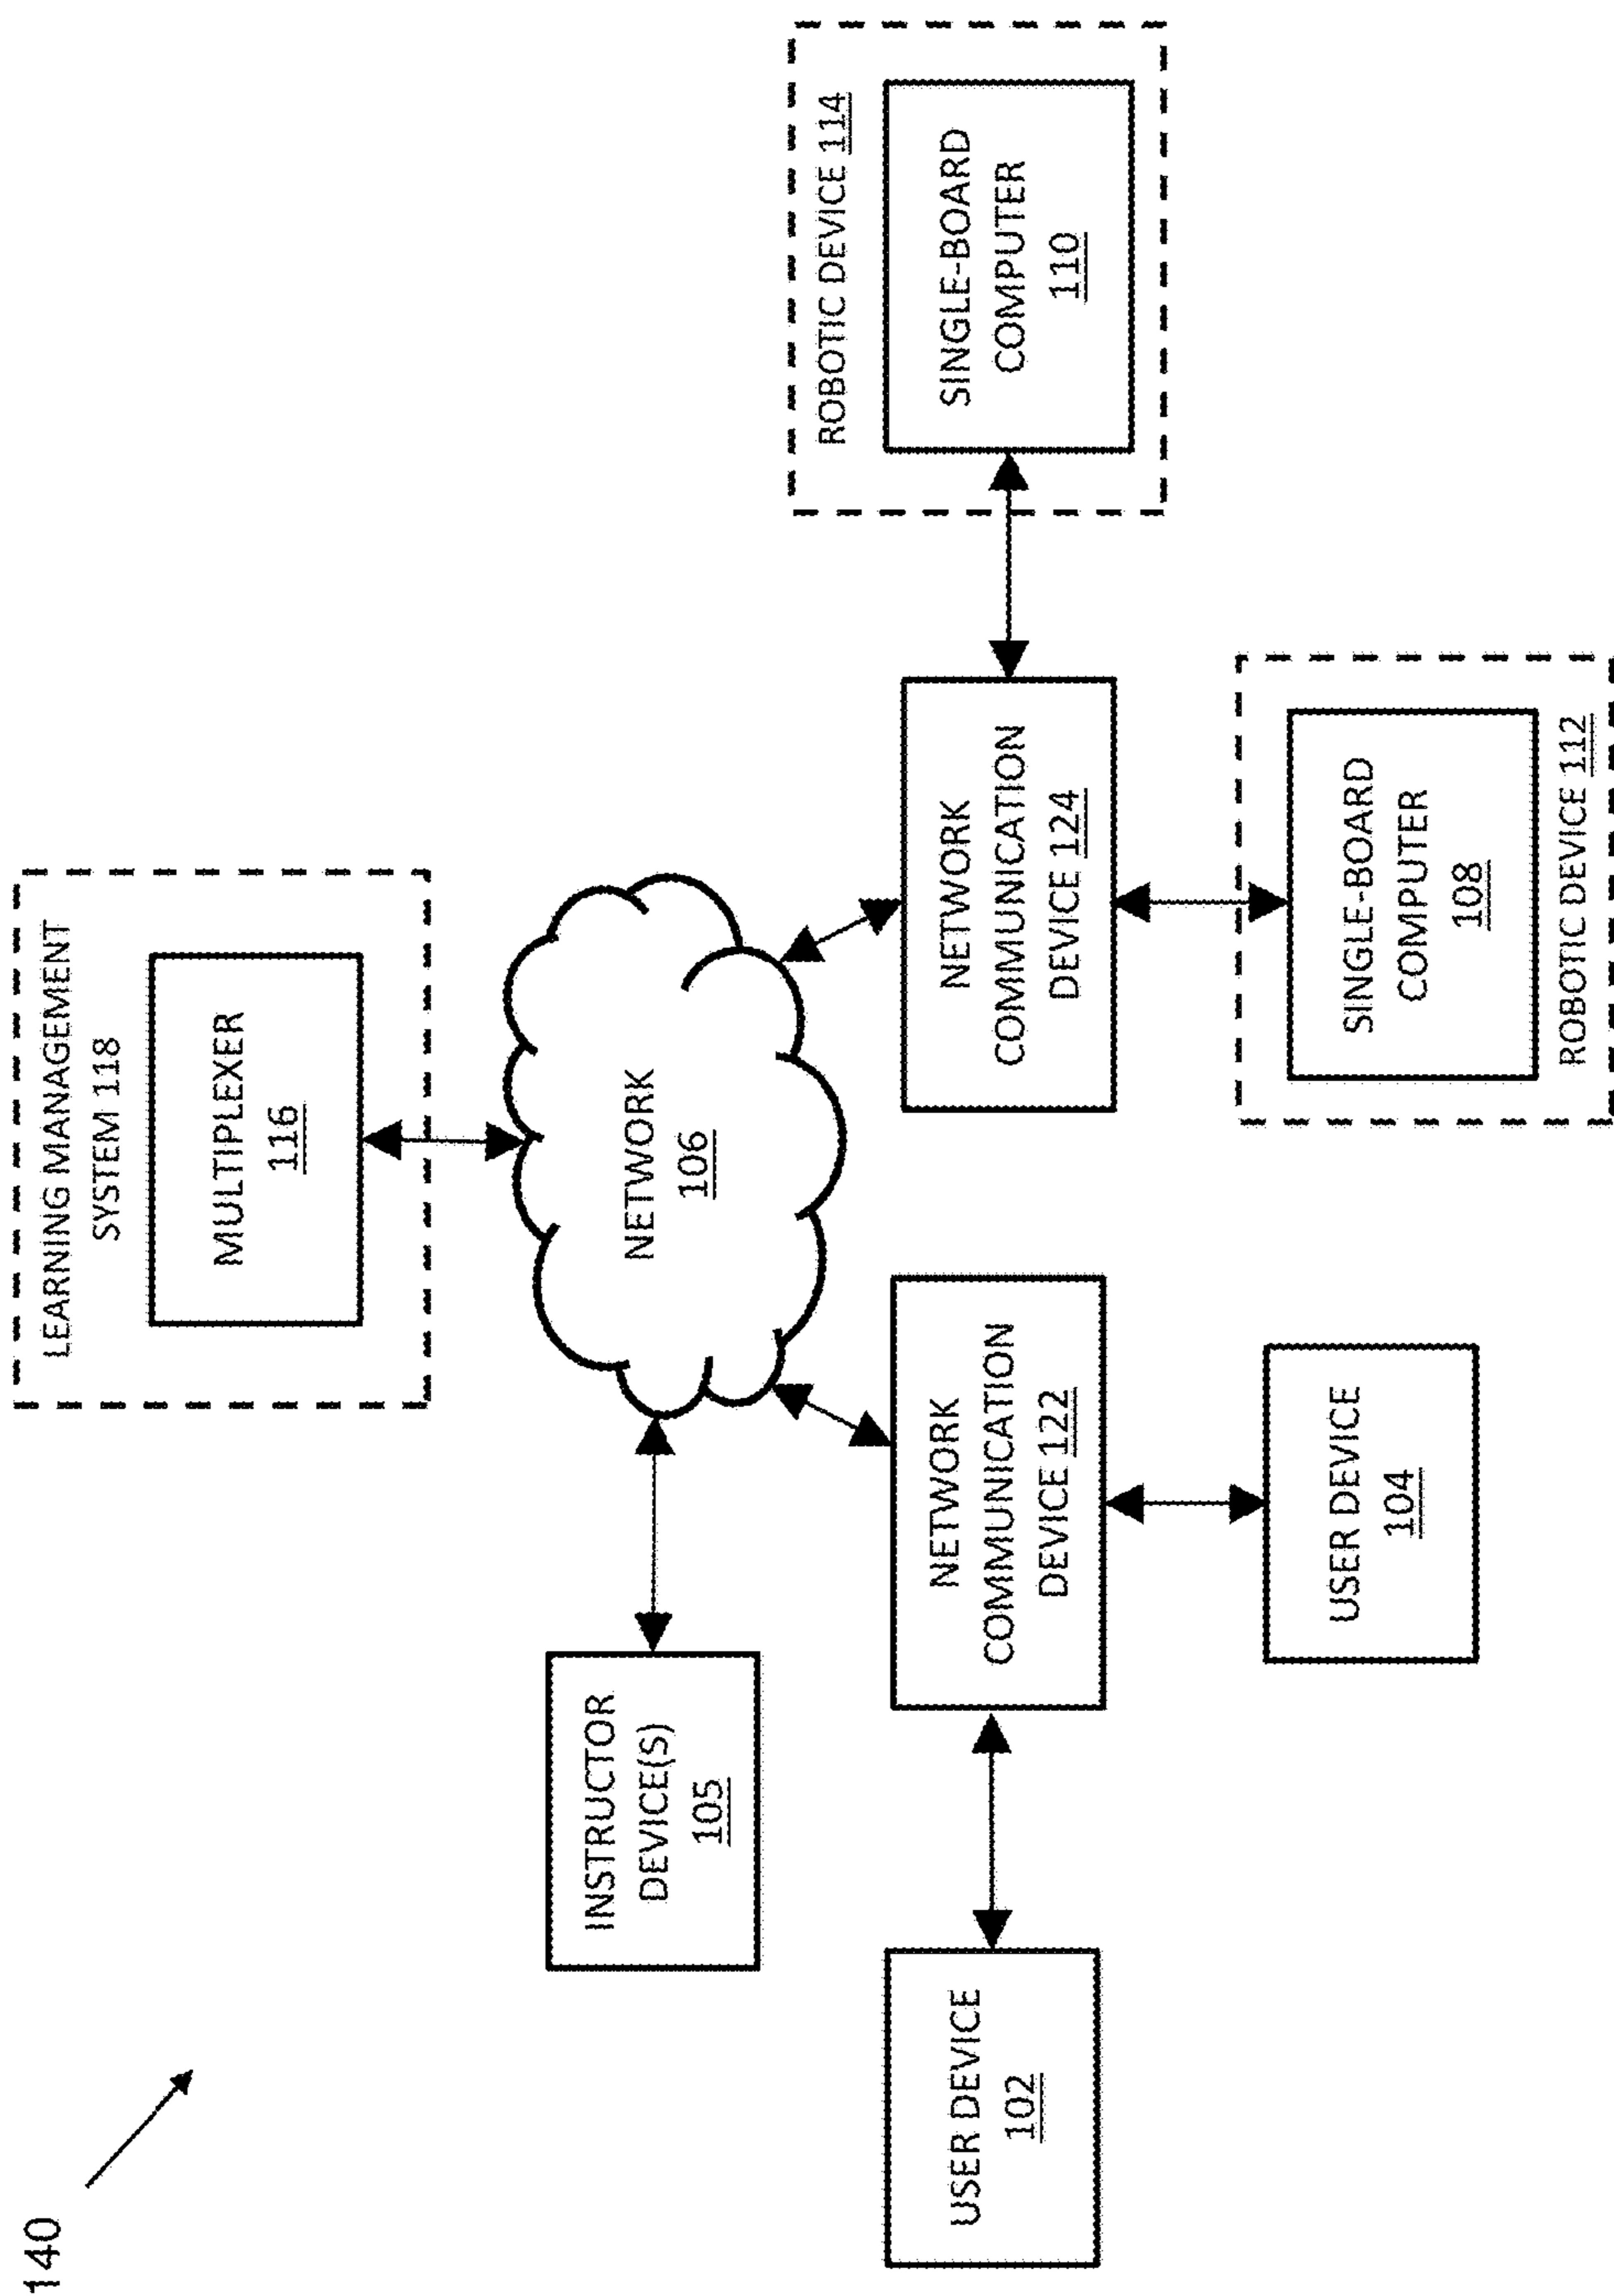 140
LEARNING MANAGEMENT
SYSTEM 118
MULTIPLEXER
116
INSTRUCTOR
DEVICE(S)
105
NETWORK
106
ROBOTIC DEVICE 114
SINGLE-BOARD
COMPUTER
110
USER DEVICE
102
NETWORK
COMMUNICATION
DEVICE 122
NETWORK
COMMUNICATION
DEVICE 124
USER DEVICE
104
SINGLE-BOARD
COMPUTER
108
ROBOTIC DEVICE 112